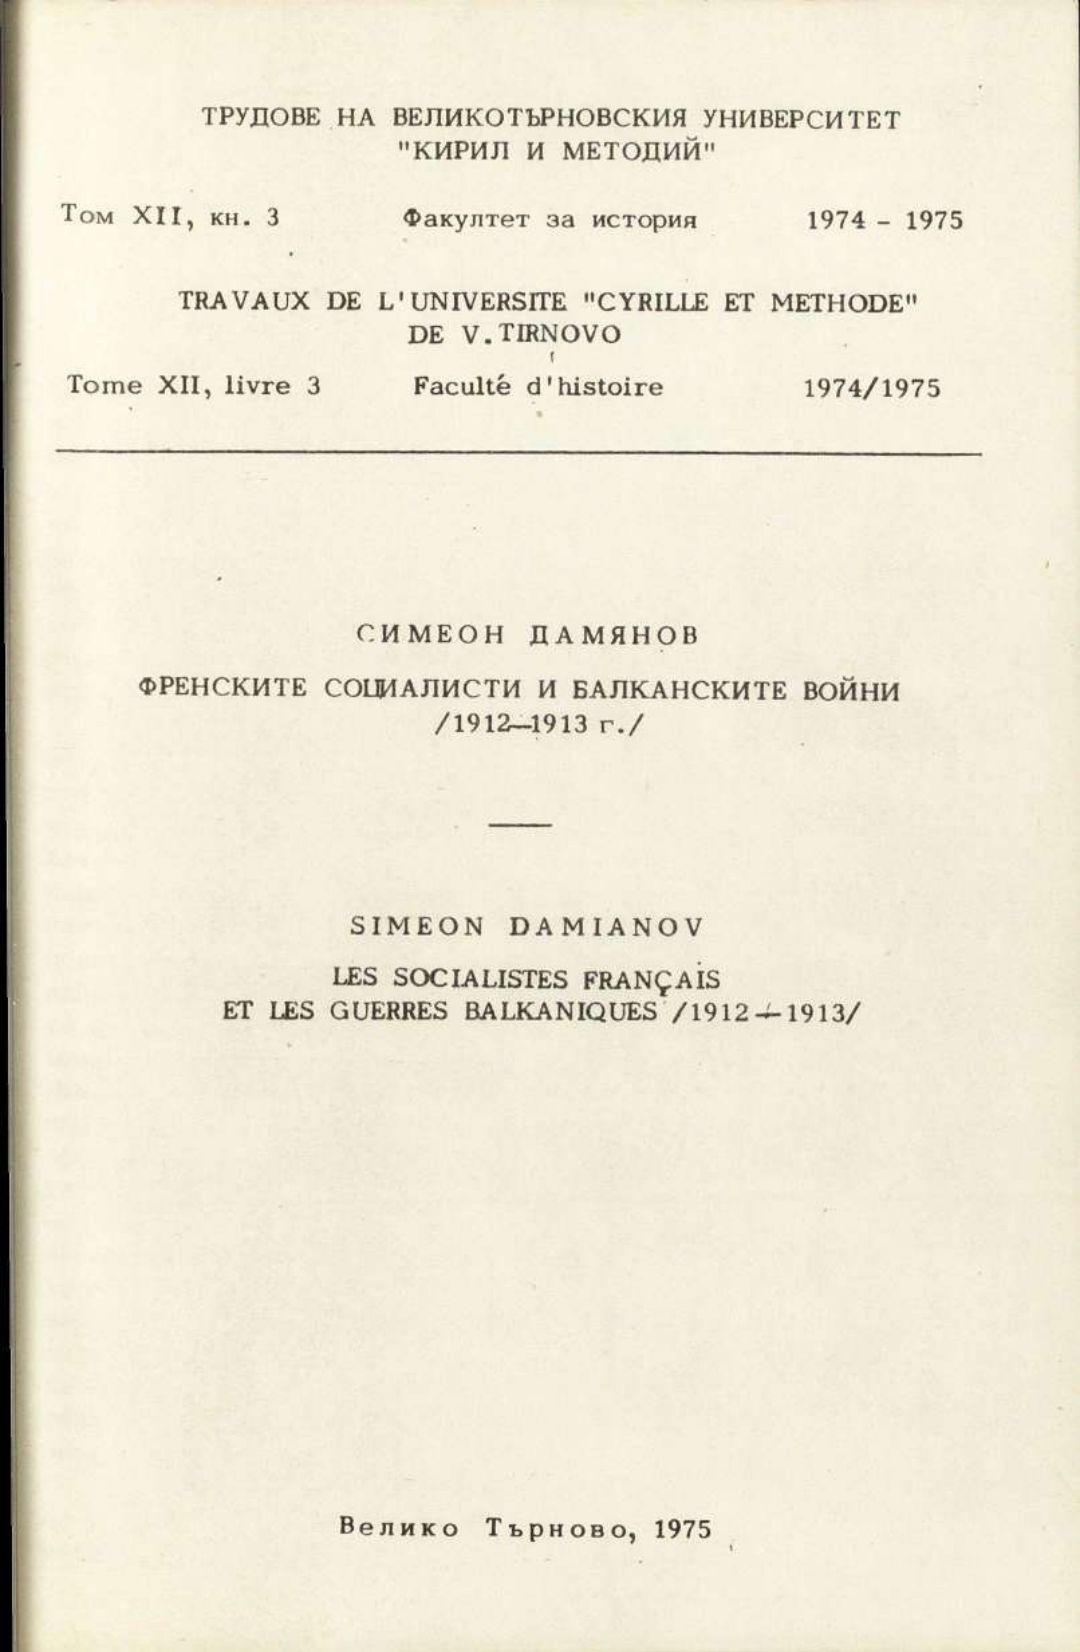 ТРУДОВЕ НА ВЕЛИКОТЪРНОВСКИЯ УНИВЕРСИТЕТ
"КИРИЛ И МЕТОДИЙ"
Том XII, кн. 3 Факултет за история 1974 - 1975
TRAVAUX DE L'UNIVERSITE "CYRILLE ET METHODE"
DE V. TIRNOVO
Tome XII, livre 3 Faculté d'histoire 1974/1975
СИМЕОН ДАМЯНОВ
ФРЕНСКИТЕ СОЦИАЛИСТИ И БАЛКАНСКИТЕ ВОЙНИ
/1912—1913 г./
SIMEON DAMIANOV
LES SOCIALISTES FRANÇAIS
ET LES GUERRES BALKANIQUES /1912—1913/
Велико Търново, 1975